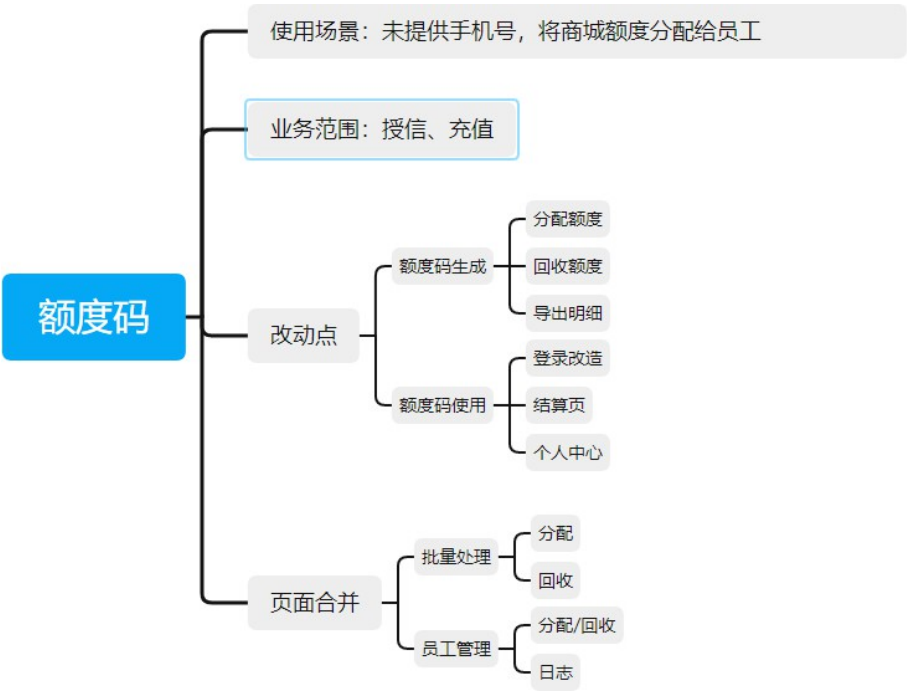 使用场景：未提供手机号，将商城额度分配给员工
业务范围：授信、充值
额度码
改动点
额度码生成
分配额度
回收额度
导出明细
额度码使用
登录改造
结算页
个人中心
页面合并
批量处理
分配
回收
员工管理
分配/回收
日志